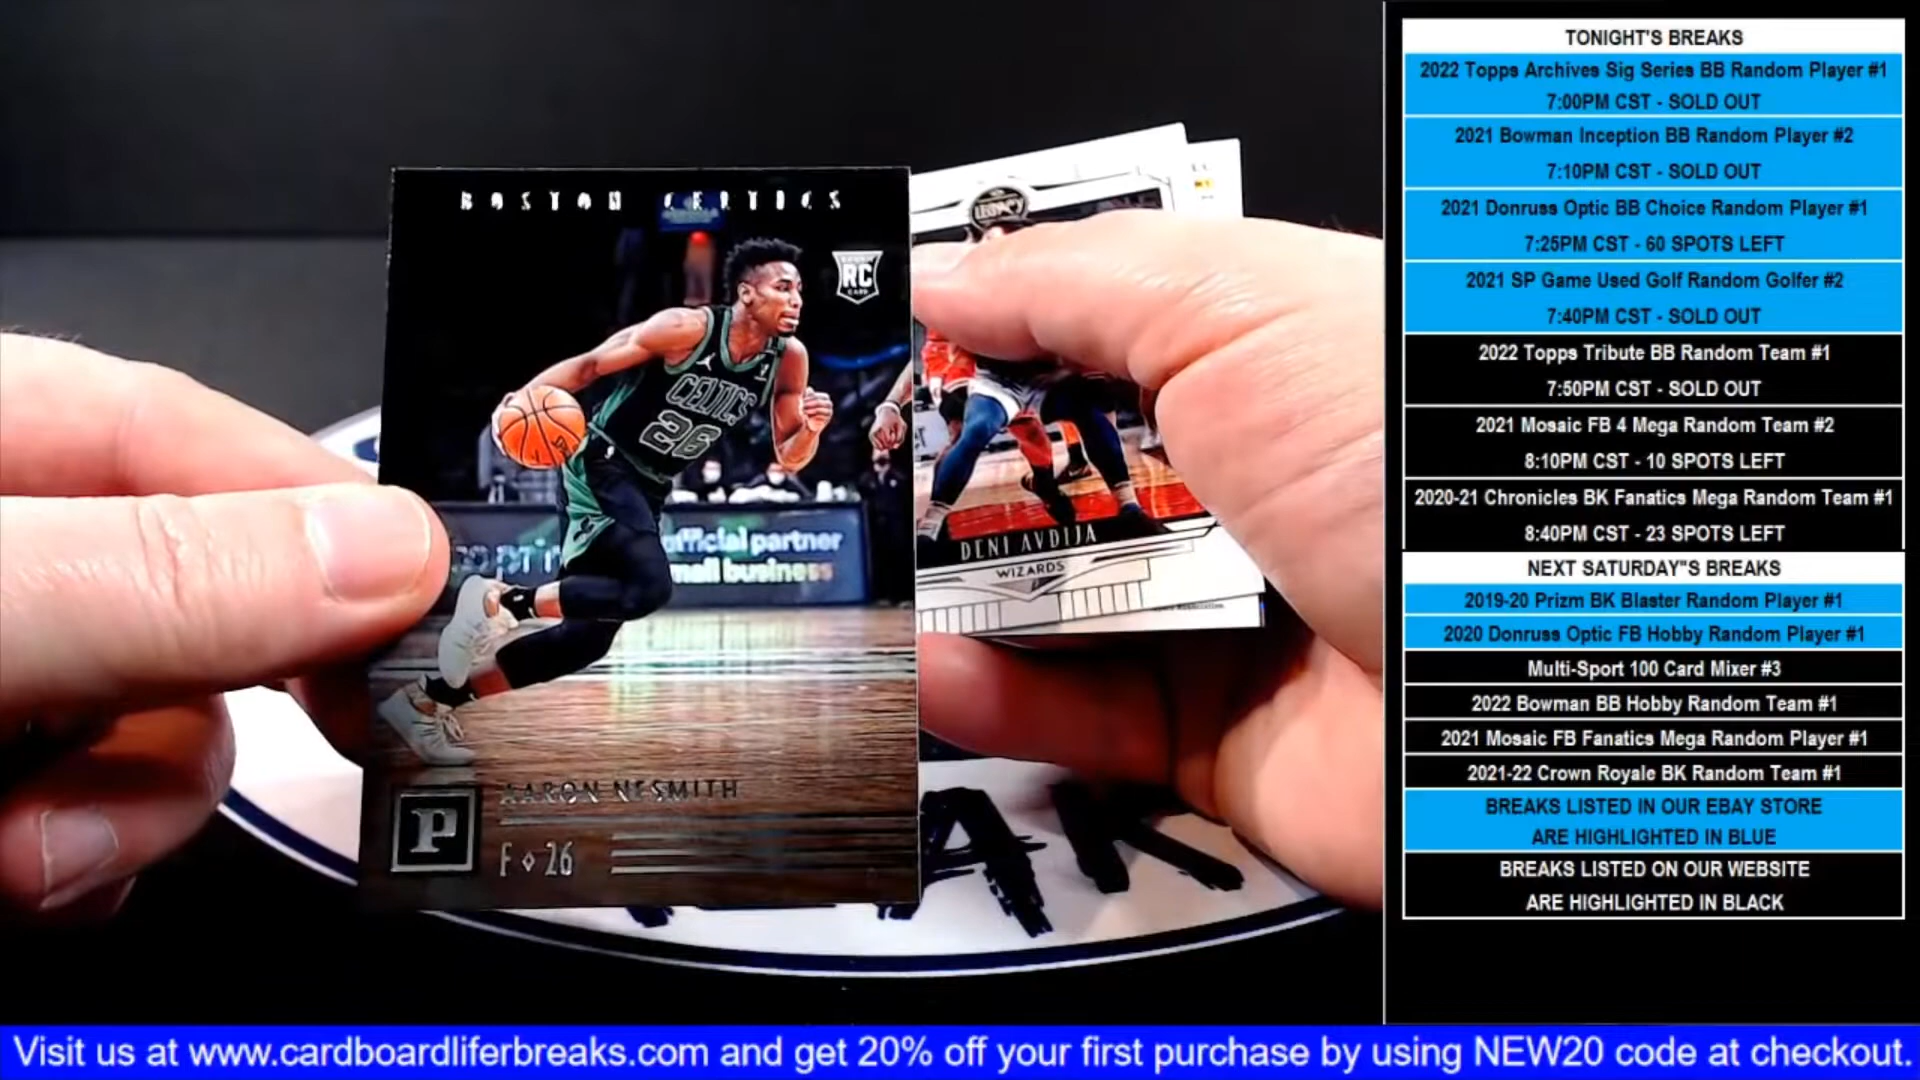 BOSTON CELTICS
RC
CARD
CELTICS
26
official partner
small business
AARON NESMITH
P
F 26
LEGACY
DENI AVDIJA
WIZARDS
TONIGHT'S BREAKS
2022 Topps Archives Sig Series BB Random Player #1
7:00PM CST - SOLD OUT
2021 Bowman Inception BB Random Player #2
7:10PM CST - SOLD OUT
2021 Donruss Optic BB Choice Random Player #1
7:25PM CST - 60 SPOTS LEFT
2021 SP Game Used Golf Random Golfer #2
7:40PM CST - SOLD OUT
2022 Topps Tribute BB Random Team #1
7:50PM CST - SOLD OUT
2021 Mosaic FB 4 Mega Random Team #2
8:10PM CST - 10 SPOTS LEFT
2020-21 Chronicles BK Fanatics Mega Random Team #1
8:40PM CST - 23 SPOTS LEFT
NEXT SATURDAY"S BREAKS
2019-20 Prizm BK Blaster Random Player #1
2020 Donruss Optic FB Hobby Random Player #1
Multi-Sport 100 Card Mixer #3
2022 Bowman BB Hobby Random Team #1
2021 Mosaic FB Fanatics Mega Random Player #1
2021-22 Crown Royale BK Random Team #1
BREAKS LISTED IN OUR EBAY STORE
ARE HIGHLIGHTED IN BLUE
BREAKS LISTED ON OUR WEBSITE
ARE HIGHLIGHTED IN BLACK
Visit us at www.cardboardliferbreaks.com and get 20% off your first purchase by using NEW20 code at checkout.